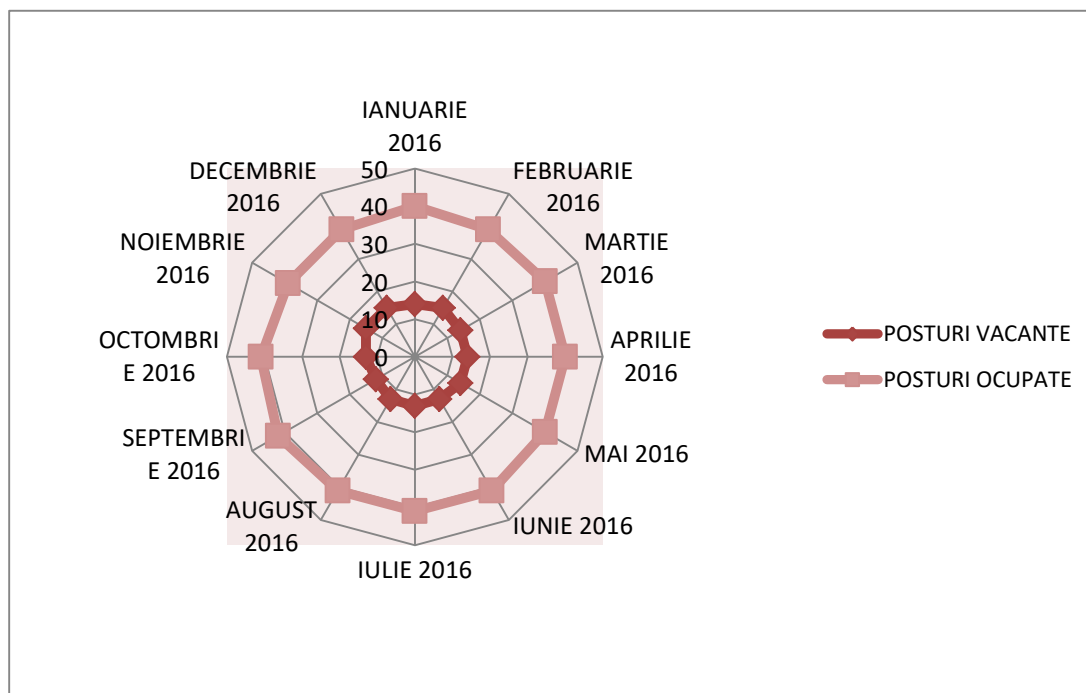 IANUARIE
2016
FEBRUARIE
2016
MARTIE
2016
APRILIE
2016
MAI 2016
IUNIE 2016
IULIE 2016
AUGUST
2016
SEPTEMBRI
E 2016
OCTOMBRI
E 2016
NOIEMBRIE
2016
DECEMBRIE
2016
50
40
30
20
10
0
POSTURI VACANTE
POSTURI OCUPATE